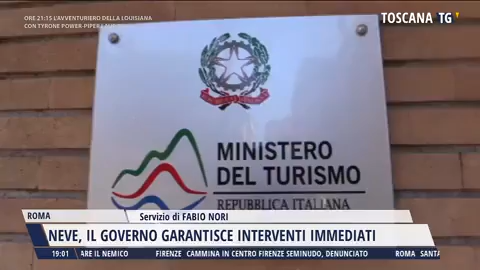 ORE 21:15 L'AVVENTURIERO DELLA LOUISIANA
CON TYRONE POWER-PIPER
TOSCANA TG
MINISTERO
DEL TURISMO
REPUBBLICA ITALIANA
ROMA
Servizio di FABIO NORI
NEVE, IL GOVERNO GARANTISCE INTERVENTI IMMEDIATI
19:01 ARE IL NEMICO FIRENZE CAMMINA IN CENTRO FIRENZE SEMINUDO, DENUNCIATO ROMA SANTA